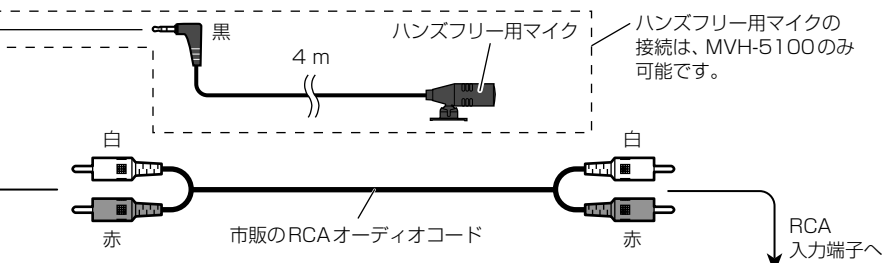 黒
ハンズフリー用マイク
4 m
ハンズフリー用マイクの
接続は、MVH-5100のみ
可能です。
白
白
赤
市販のRCAオーディオコード
赤
RCA
入力端子へ